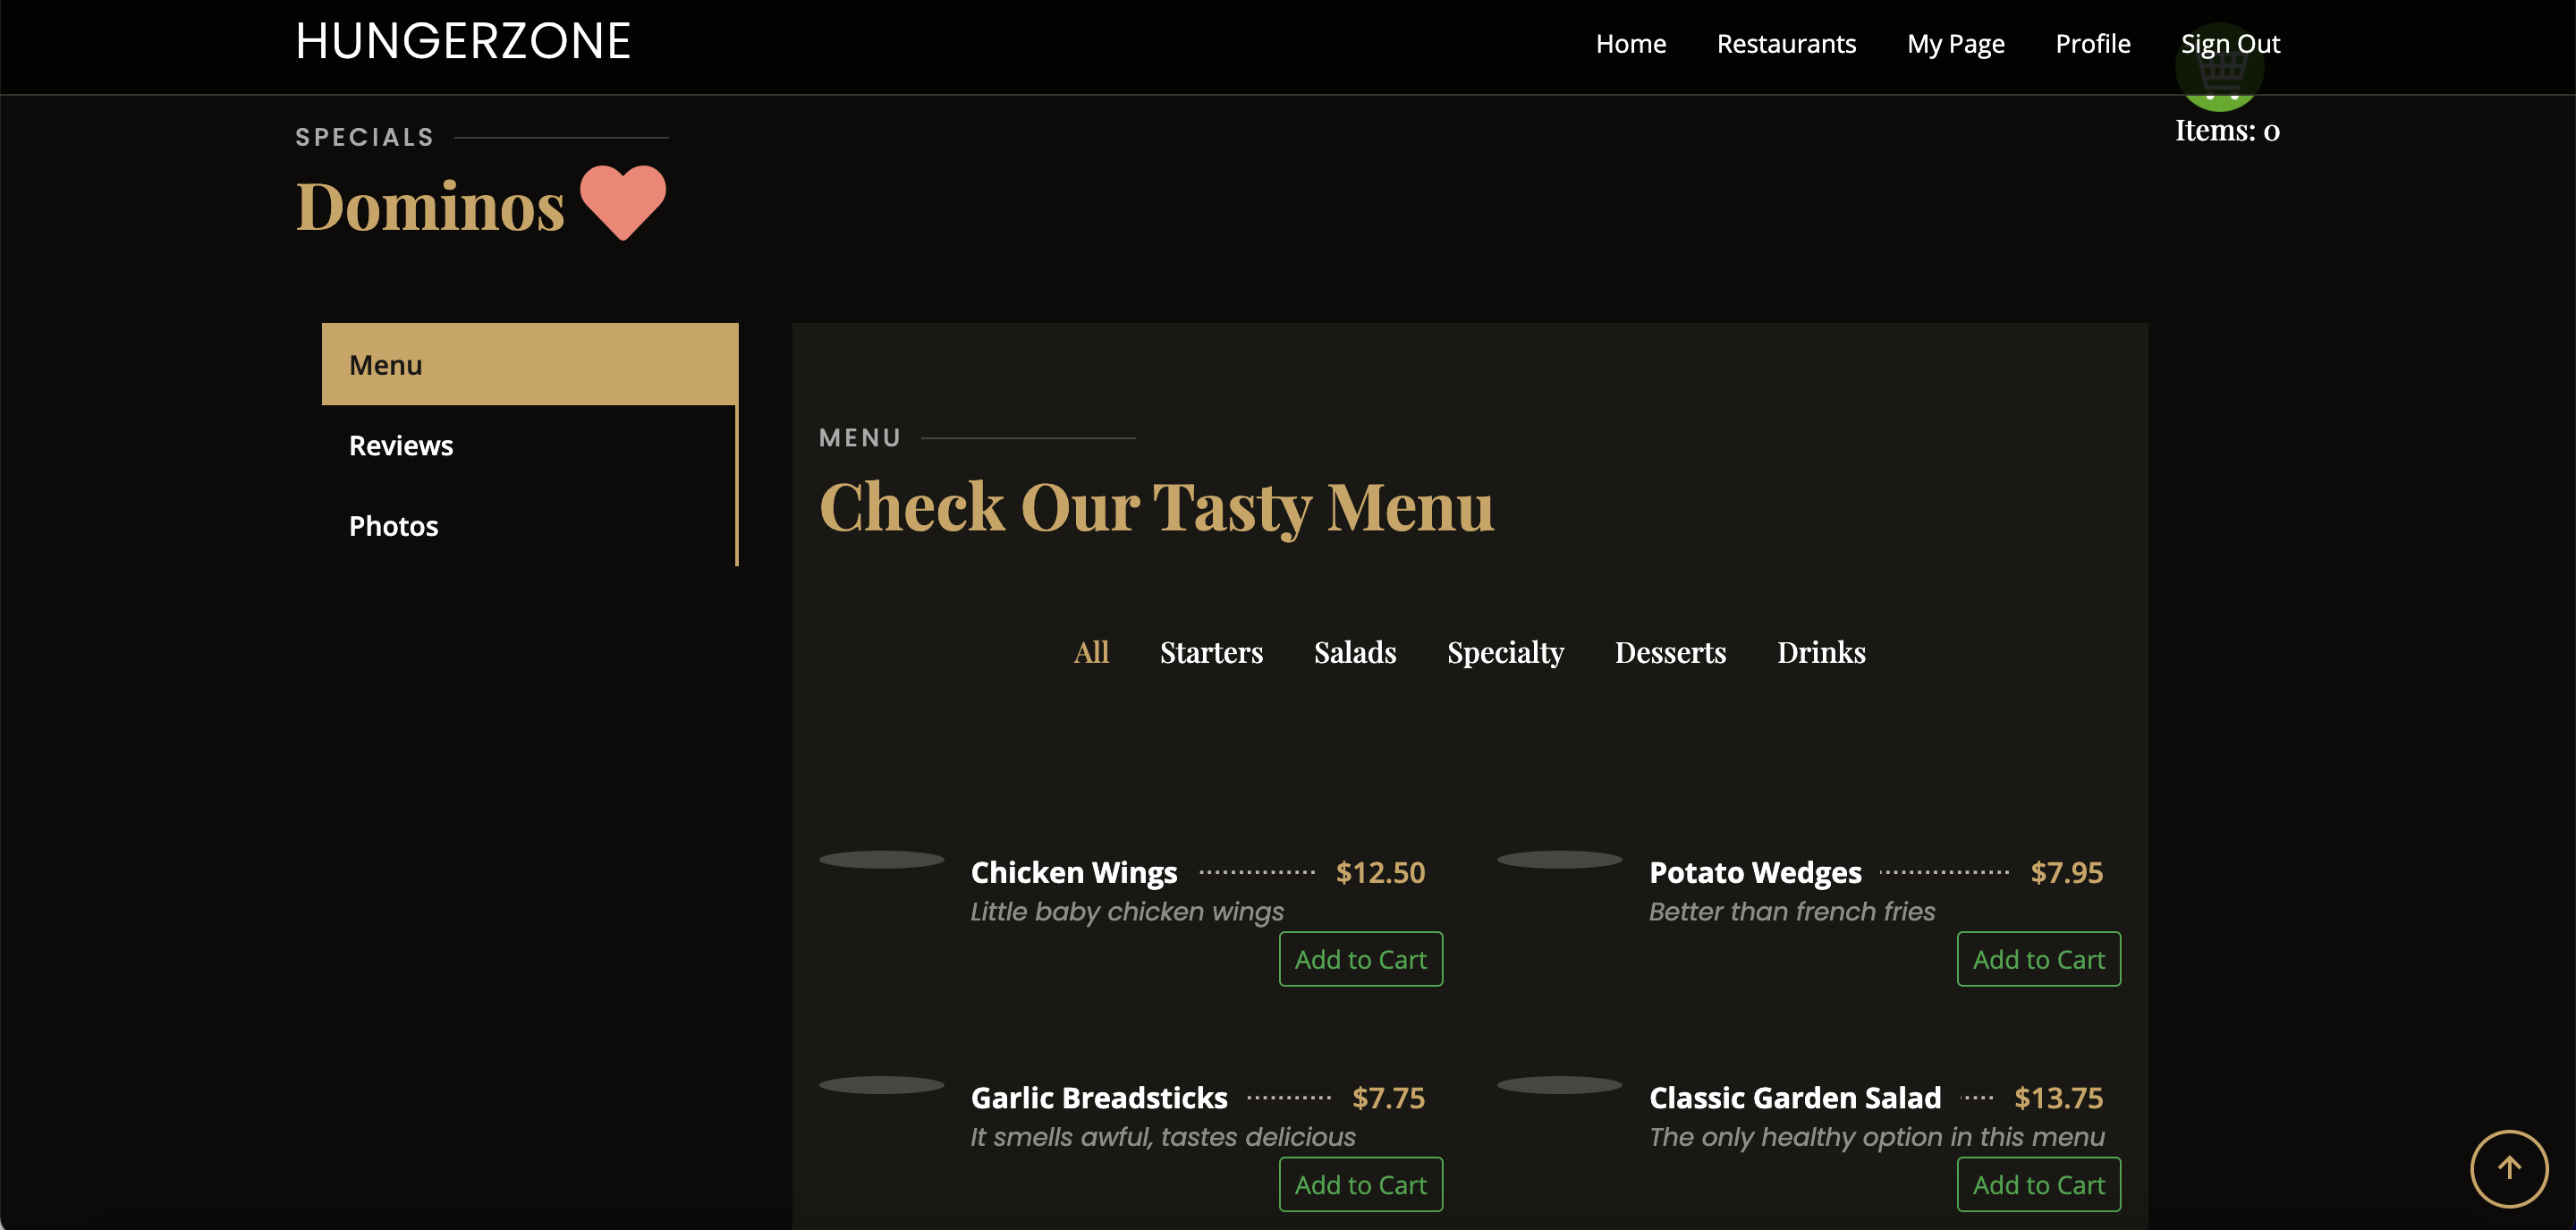 HUNGERZONE
Home Restaurants My Page Profile Sign Out
Items: 0
SPECIALS
Dominos
Menu
Reviews
Photos
MENU
Check Our Tasty Menu
All Starters Salads Specialty Desserts Drinks
Chicken Wings $12.50
Little baby chicken wings
Add to Cart
Potato Wedges $7.95
Better than french fries
Add to Cart
Garlic Breadsticks $7.75
It smells awful, tastes delicious
Add to Cart
Classic Garden Salad $13.75
The only healthy option in this menu
Add to Cart